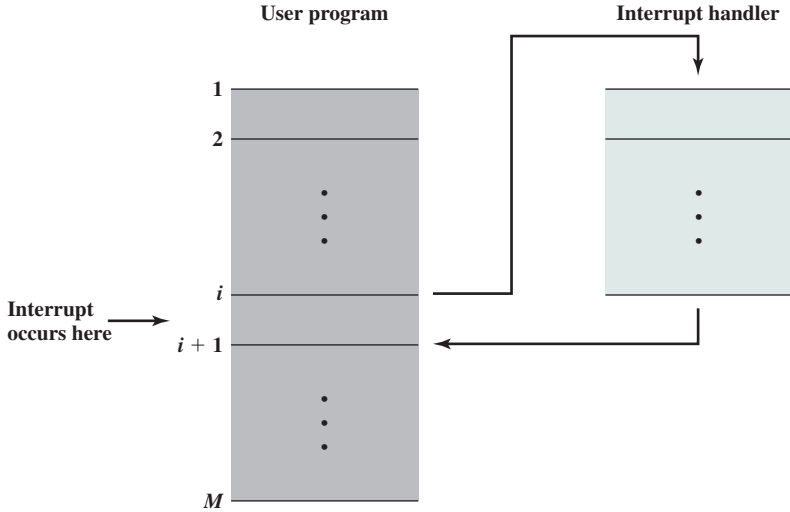 User program
Interrupt handler
1
2
i
Interrupt
occurs here
i + 1
M